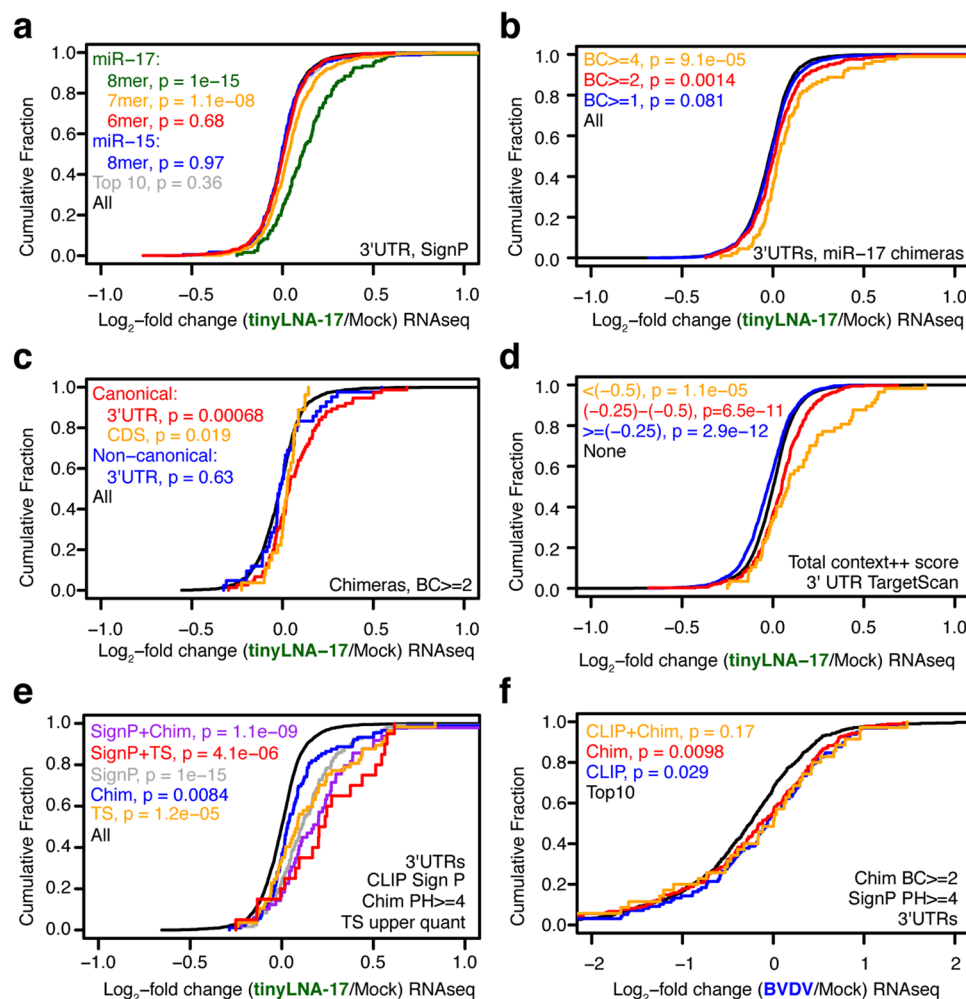 a
Cumulative Fraction
1.0
0.8
0.6
0.4
0.2
0.0
miR−17:
8mer, p = 1e−15
7mer, p = 1.1e−08
6mer, p = 0.68
miR−15:
8mer, p = 0.97
Top 10, p = 0.36
All
3'UTR, SignP
−1.0 −0.5 0.0 0.5 1.0
Log2−fold change (tinyLNA-17/Mock) RNAseq
b
Cumulative Fraction
1.0
0.8
0.6
0.4
0.2
0.0
BC>=4, p = 9.1e−05
BC>=2, p = 0.0014
BC>=1, p = 0.081
All
3'UTRs, miR−17 chimeras
−1.0 −0.5 0.0 0.5 1.0
Log2−fold change (tinyLNA-17/Mock) RNAseq
c
Cumulative Fraction
1.0
0.8
0.6
0.4
0.2
0.0
Canonical:
3'UTR, p = 0.00068
CDS, p = 0.019
Non−canonical:
3'UTR, p = 0.63
All
Chimeras, BC>=2
−1.0 −0.5 0.0 0.5 1.0
Log2−fold change (tinyLNA−17/Mock) RNAseq
d
Cumulative Fraction
1.0
0.8
0.6
0.4
0.2
0.0
<(−0.5), p = 1.1e−05
(−0.25)−(−0.5), p=6.5e−11
>=(−0.25), p = 2.9e−12
None
Total context++ score
3' UTR TargetScan
−1.0 −0.5 0.0 0.5 1.0
Log2−fold change (tinyLNA−17/Mock) RNAseq
e
Cumulative Fraction
1.0
0.8
0.6
0.4
0.2
0.0
SignP+Chim, p = 1.1e−09
SignP+TS, p = 4.1e−06
SignP, p = 1e−15
Chim, p = 0.0084
TS, p = 1.2e−05
All
3'UTRs
CLIP Sign P
Chim PH>=4
TS upper quant
−1.0 −0.5 0.0 0.5 1.0
Log2−fold change (tinyLNA-17/Mock) RNAseq
f
Cumulative Fraction
1.0
0.8
0.6
0.4
0.2
0.0
CLIP+Chim, p = 0.17
Chim, p = 0.0098
CLIP, p = 0.029
Top10
Chim BC>=2
SignP PH>=4
3'UTRs
−2 −1 0 1 2
Log2−fold change (BVDV/Mock) RNAseq